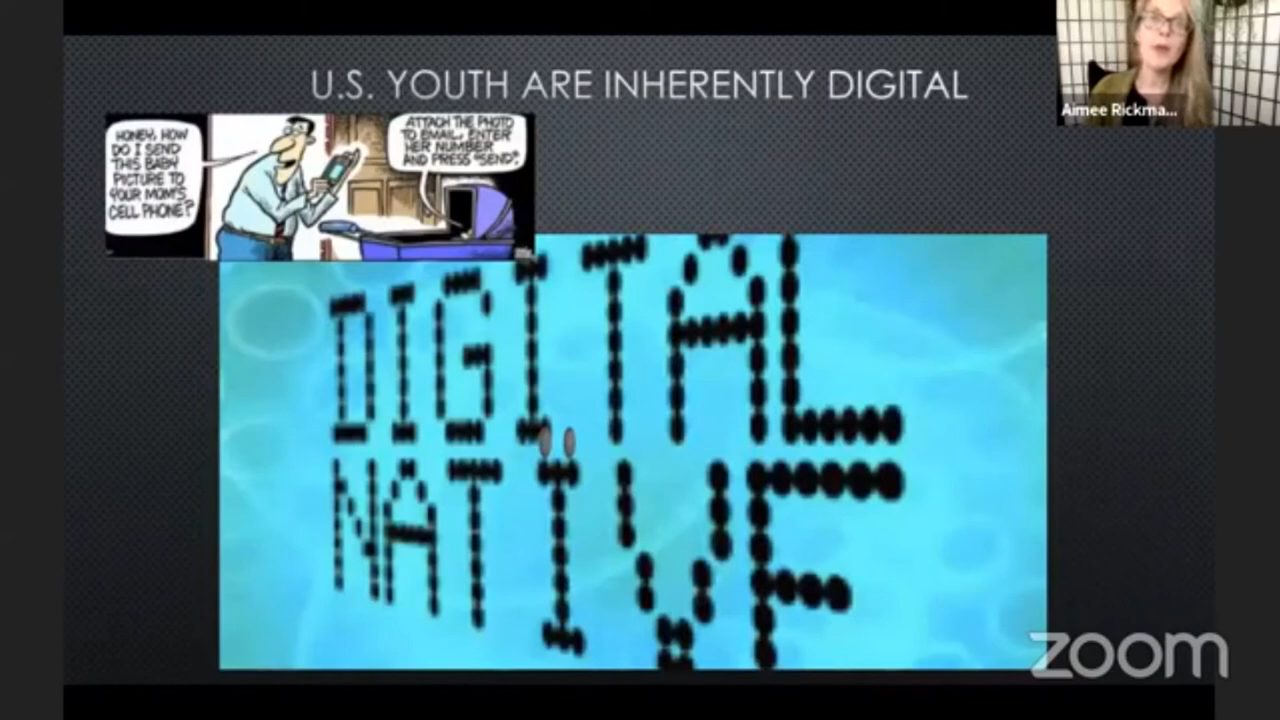 U.S. YOUTH ARE INHERENTLY DIGITAL
Aimee Rickma...
HONEY, HOW
DO I SEND
THIS BABY
PICTURE TO
YOUR MOM'S
CELL PHONE?
ATTACH THE PHOTO
TO EMAIL, ENTER
HER NUMBER
AND PRESS "SEND".
DIGITAL
NATIVE
zoom